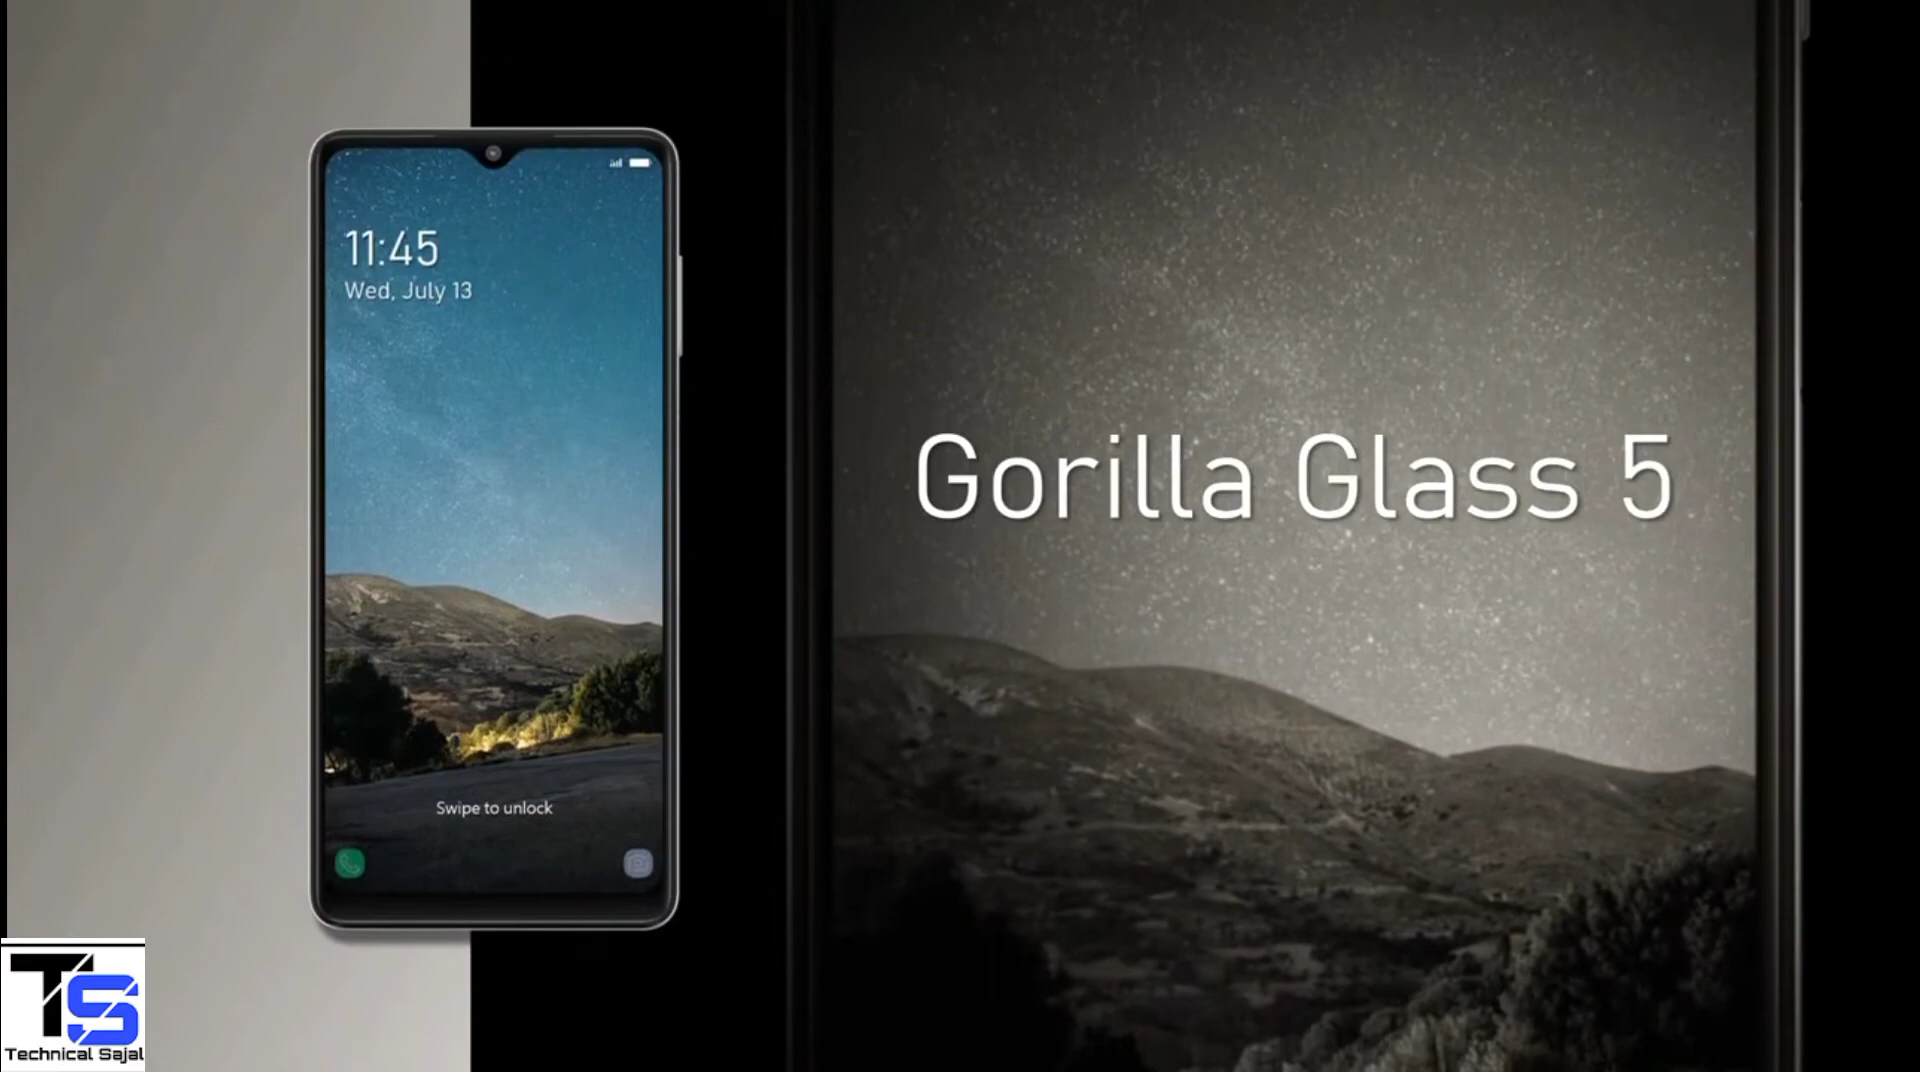 11:45
Wed, July 13
Gorilla Glass 5
Swipe to unlock
TS
Technical Sajal